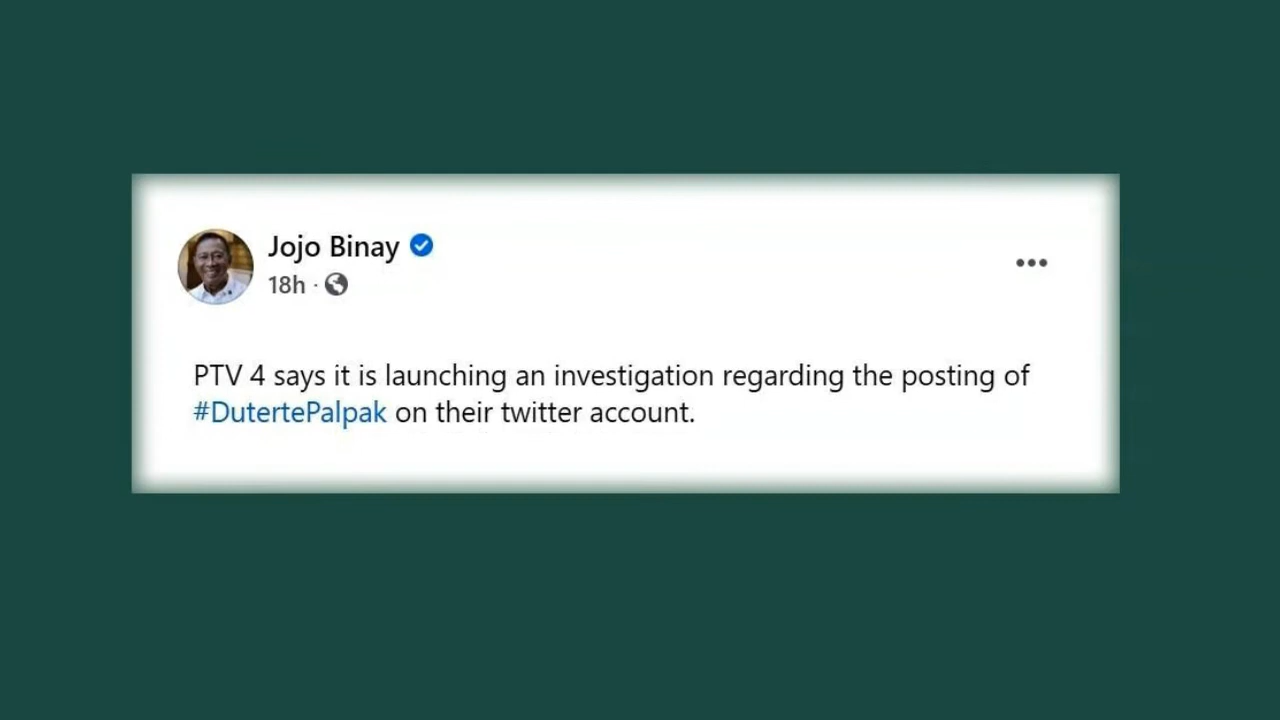 Jojo Binay
18h ·
PTV 4 says it is launching an investigation regarding the posting of
#DutertePalpak on their twitter account.